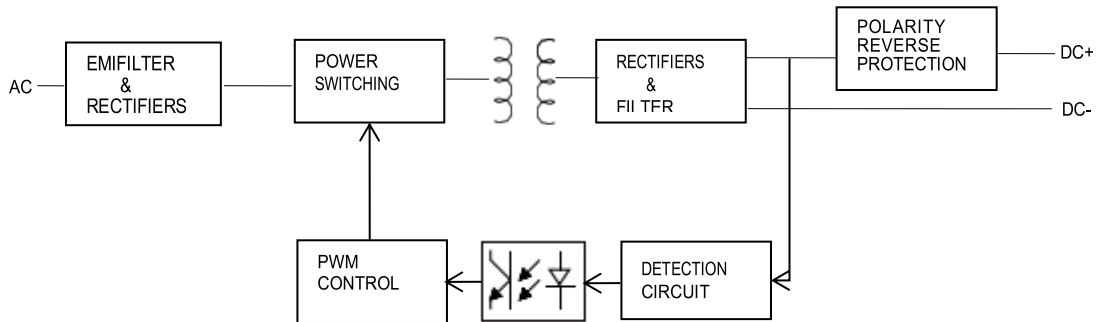 AC
EMIFILTER
&
RECTIFIERS
POWER
SWITCHING
RECTIFIERS
&
FILTER
POLARITY
REVERSE
PROTECTION
DC+
DC-
PWM
CONTROL
DETECTION
CIRCUIT